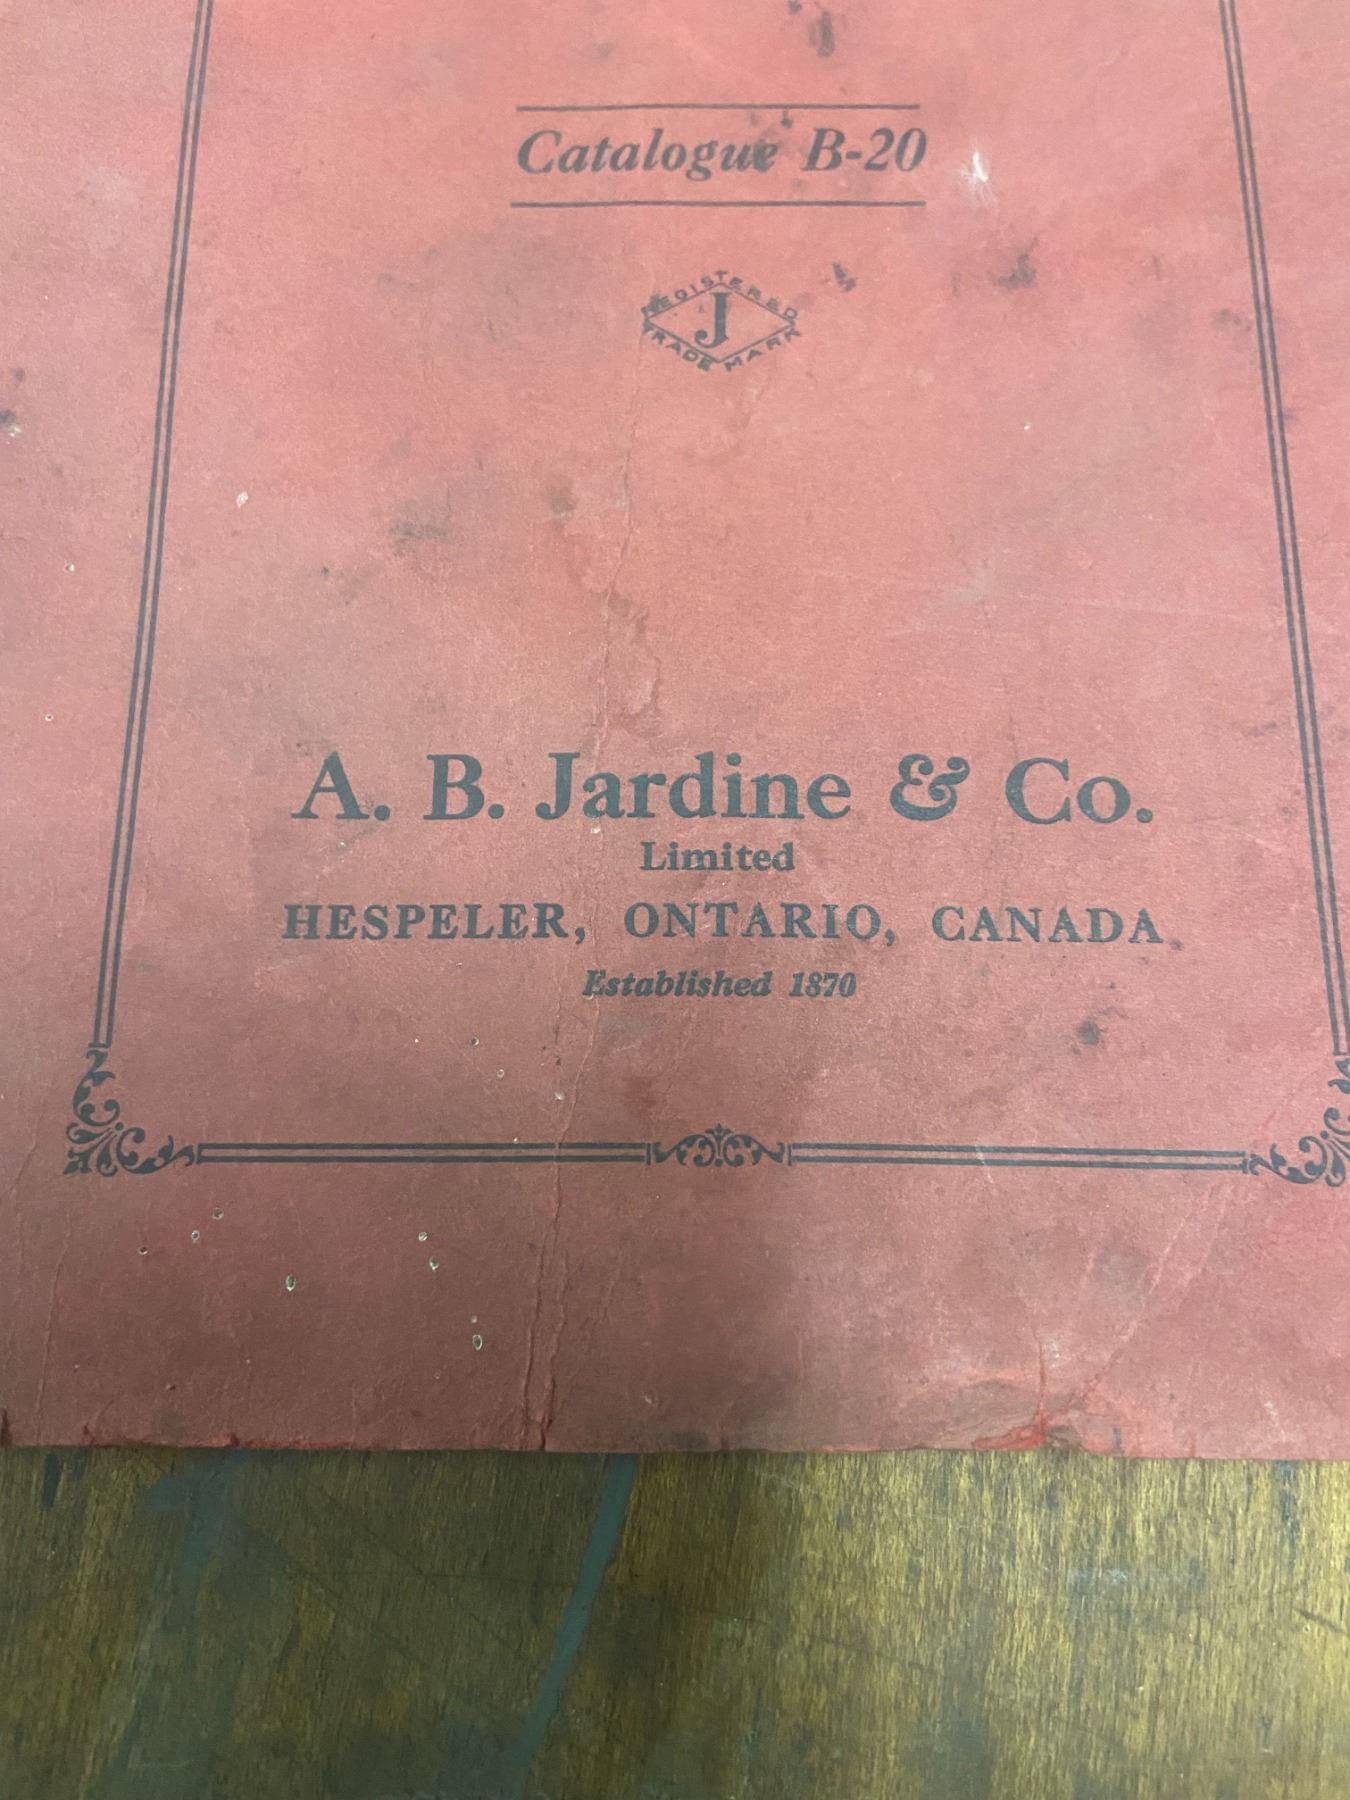 Catalogue B-20
REGISTERED
J
TRADE MARK
A. B. Jardine & Co.
Limited
HESPELER, ONTARIO, CANADA
Established 1870